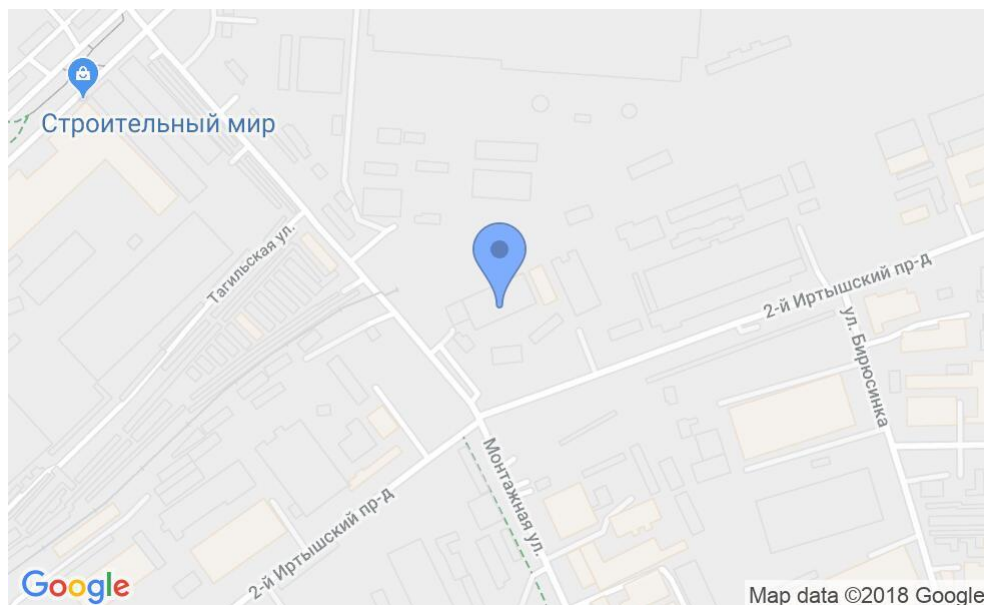 Строительный мир
Тагильская ул.
2-й Иртышский пр-д
ул. Бирюсинка
Монтажная ул.
2-й Иртышский пр-д
Google
Map data ©2018 Google